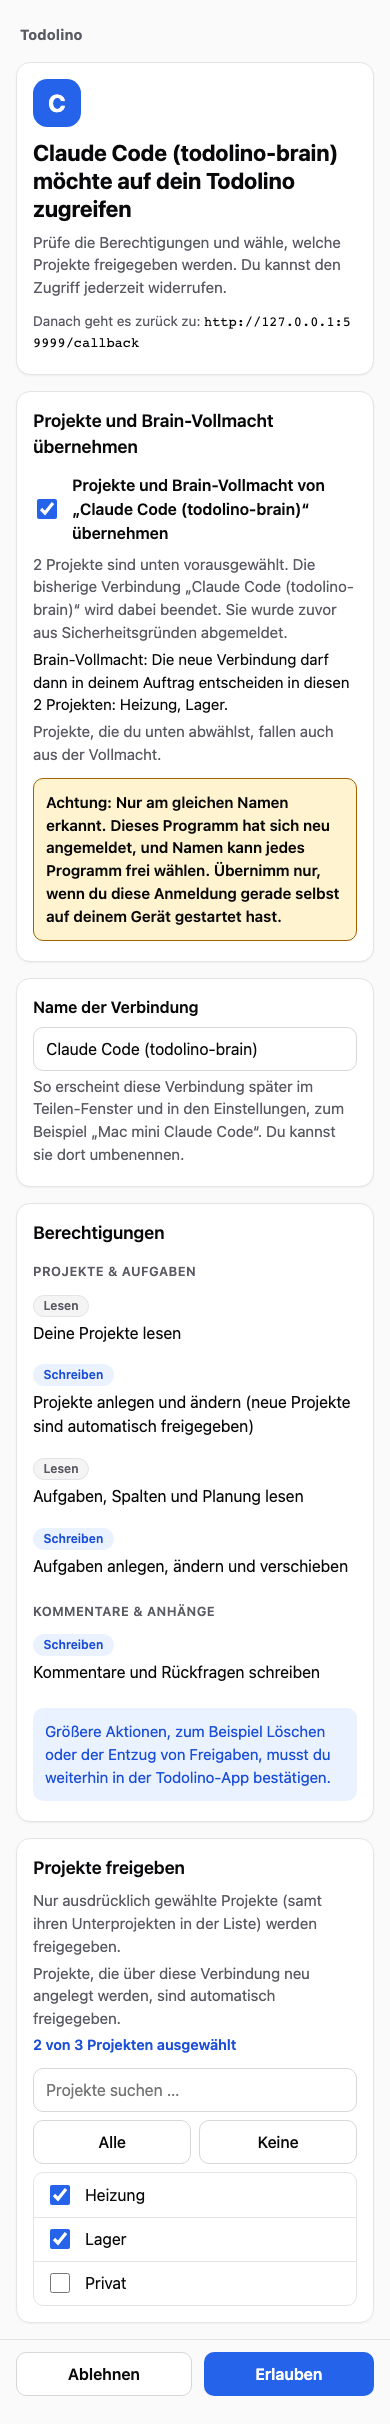 Todolino
C
Claude Code (todolino-brain)
möchte auf dein Todolino
zugreifen
Prüfe die Berechtigungen und wähle, welche
Projekte freigegeben werden. Du kannst den
Zugriff jederzeit widerrufen.
Danach geht es zurück zu: http://127.0.0.1:5
9999/callback
Projekte und Brain-Vollmacht
übernehmen
Projekte und Brain-Vollmacht von
„Claude Code (todolino-brain)“
übernehmen
2 Projekte sind unten vorausgewählt. Die
bisherige Verbindung „Claude Code (todolino-
brain)“ wird dabei beendet. Sie wurde zuvor
aus Sicherheitsgründen abgemeldet.
Brain-Vollmacht: Die neue Verbindung darf
dann in deinem Auftrag entscheiden in diesen
2 Projekten: Heizung, Lager.
Projekte, die du unten abwählst, fallen auch
aus der Vollmacht.
Achtung: Nur am gleichen Namen
erkannt. Dieses Programm hat sich neu
angemeldet, und Namen kann jedes
Programm frei wählen. Übernimm nur,
wenn du diese Anmeldung gerade selbst
auf deinem Gerät gestartet hast.
Name der Verbindung
Claude Code (todolino-brain)
So erscheint diese Verbindung später im
Teilen-Fenster und in den Einstellungen, zum
Beispiel „Mac mini Claude Code“. Du kannst
sie dort umbenennen.
Berechtigungen
PROJEKTE & AUFGABEN
Lesen
Deine Projekte lesen
Schreiben
Projekte anlegen und ändern (neue Projekte
sind automatisch freigegeben)
Lesen
Aufgaben, Spalten und Planung lesen
Schreiben
Aufgaben anlegen, ändern und verschieben
KOMMENTARE & ANHÄNGE
Schreiben
Kommentare und Rückfragen schreiben
Größere Aktionen, zum Beispiel Löschen
oder der Entzug von Freigaben, musst du
weiterhin in der Todolino-App bestätigen.
Projekte freigeben
Nur ausdrücklich gewählte Projekte (samt
ihren Unterprojekten in der Liste) werden
freigegeben.
Projekte, die über diese Verbindung neu
angelegt werden, sind automatisch
freigegeben.
2 von 3 Projekten ausgewählt
Projekte suchen ...
Alle
Keine
Heizung
Lager
Privat
Ablehnen
Erlauben